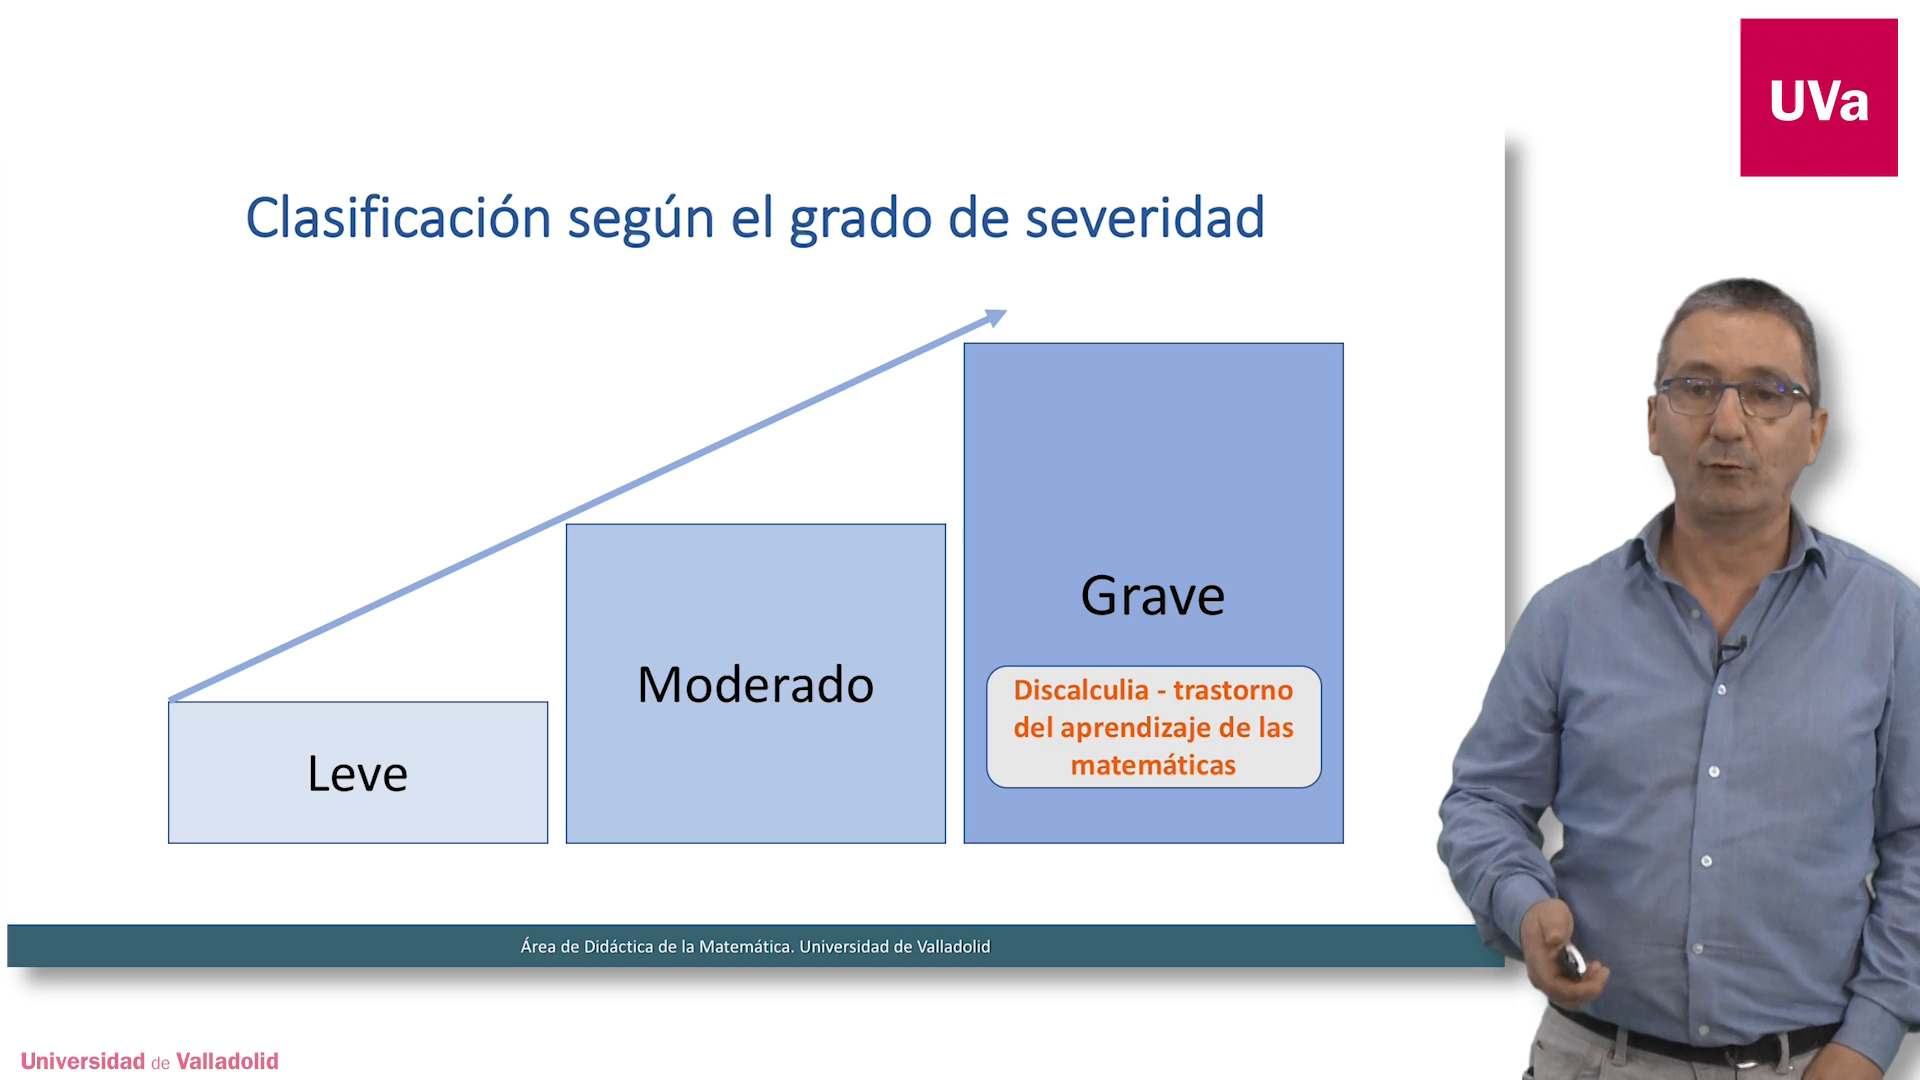 UVa
Clasificación según el grado de severidad
Leve
Moderado
Grave
Discalculia - trastorno
del aprendizaje de las
matemáticas
Área de Didáctica de la Matemática. Universidad de Valladolid
Universidad de Valladolid